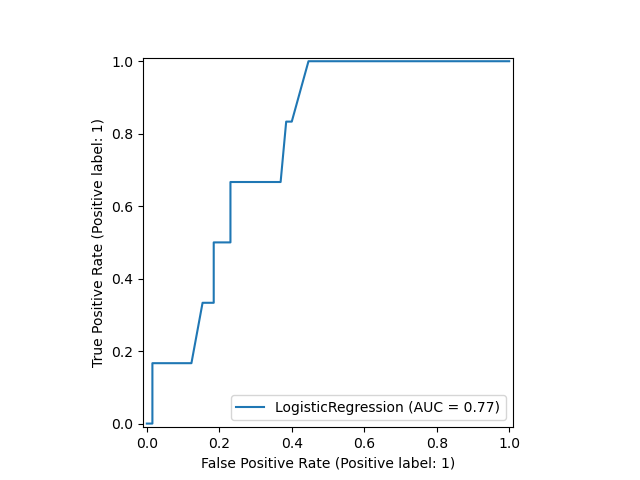 1.0
0.8
0.6
0.4
0.2
0.0
True Positive Rate (Positive label: 1)
LogisticRegression (AUC = 0.77)
0.0 0.2 0.4 0.6 0.8 1.0
False Positive Rate (Positive label: 1)